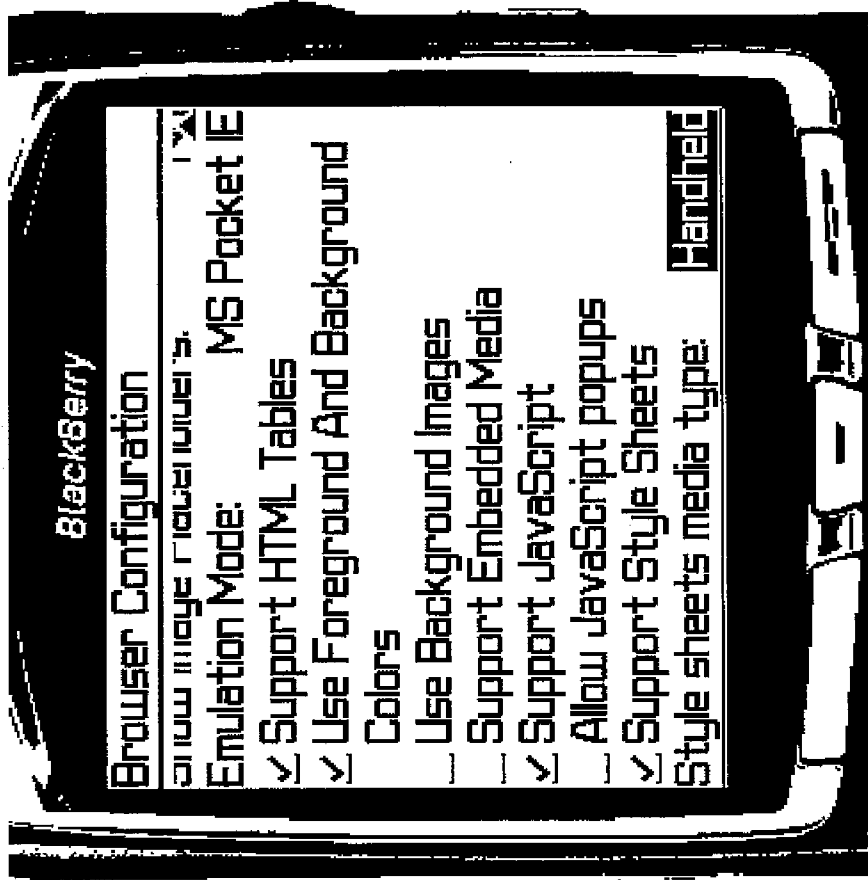 BlackBerry
Browser Configuration
Emulation Mode: MS Pocket IE
Support HTML Tables
Use Foreground And Background
Colors
Use Background Images
Support Embedded Media
Support JavaScript
Allow JavaScript popups
Support Style Sheets
Style sheets media type: Handheld